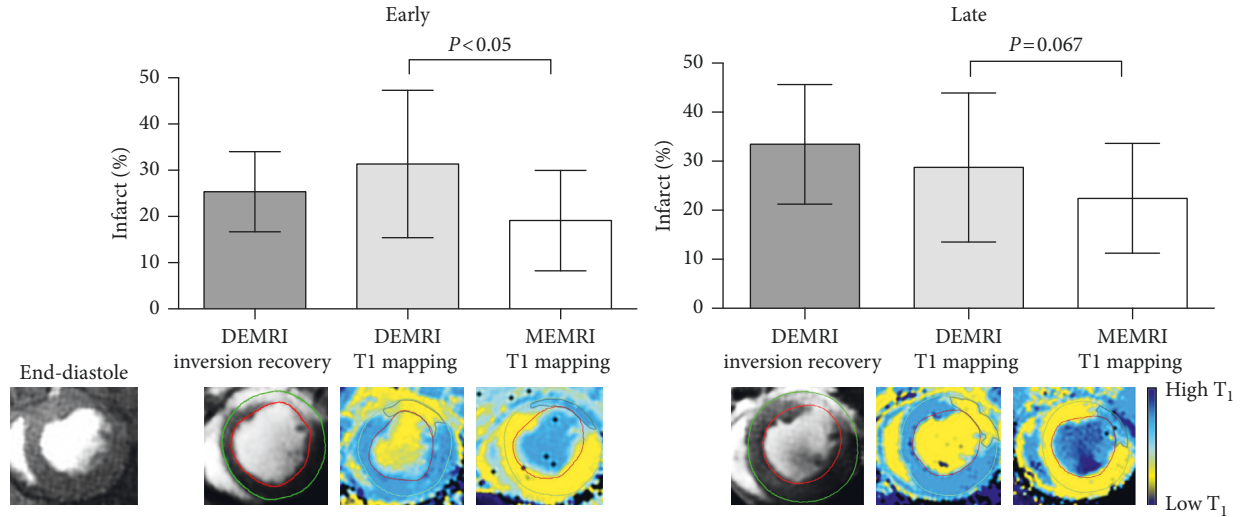 Early
P < 0.05
Infarct (%)
50
40
30
20
10
0
DEMRI
inversion recovery
DEMRI
T1 mapping
MEMRI
T1 mapping
Late
P = 0.067
Infarct (%)
50
40
30
20
10
0
DEMRI
inversion recovery
DEMRI
T1 mapping
MEMRI
T1 mapping
End-diastole
High T1
Low T1